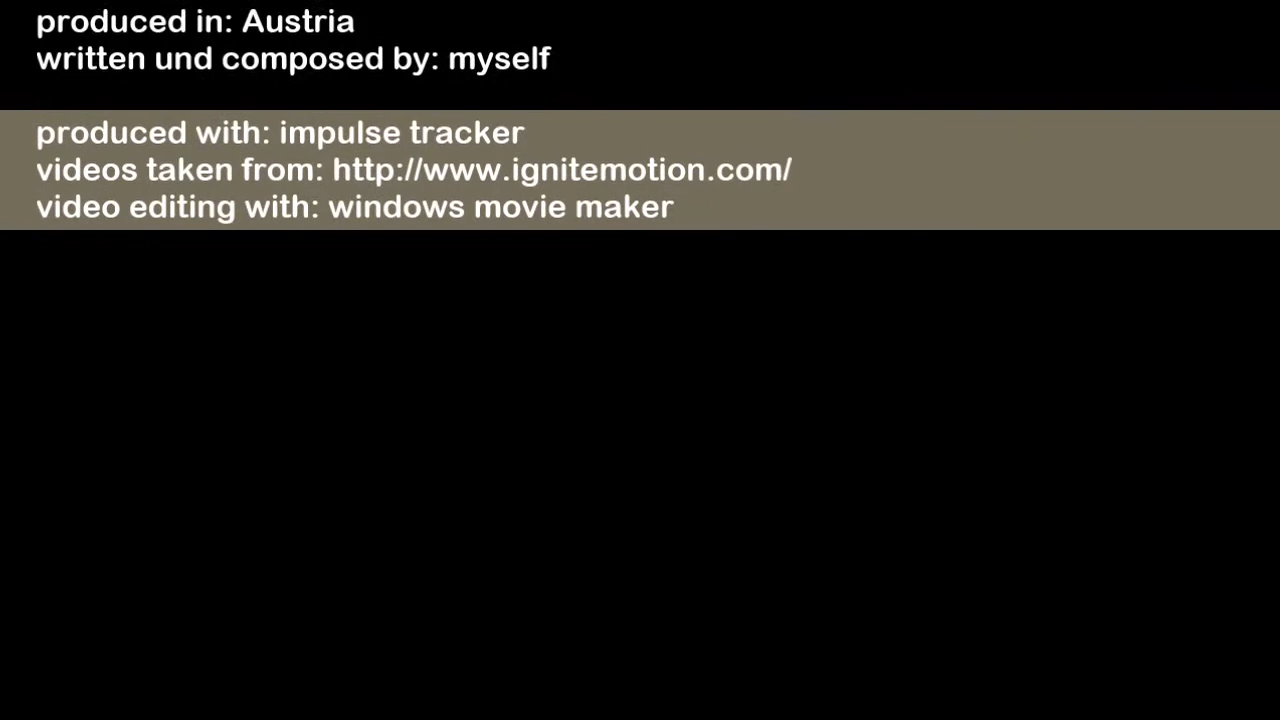 produced in: Austria
written und composed by: myself
produced with: impulse tracker
videos taken from: http://www.ignitemotion.com/
video editing with: windows movie maker